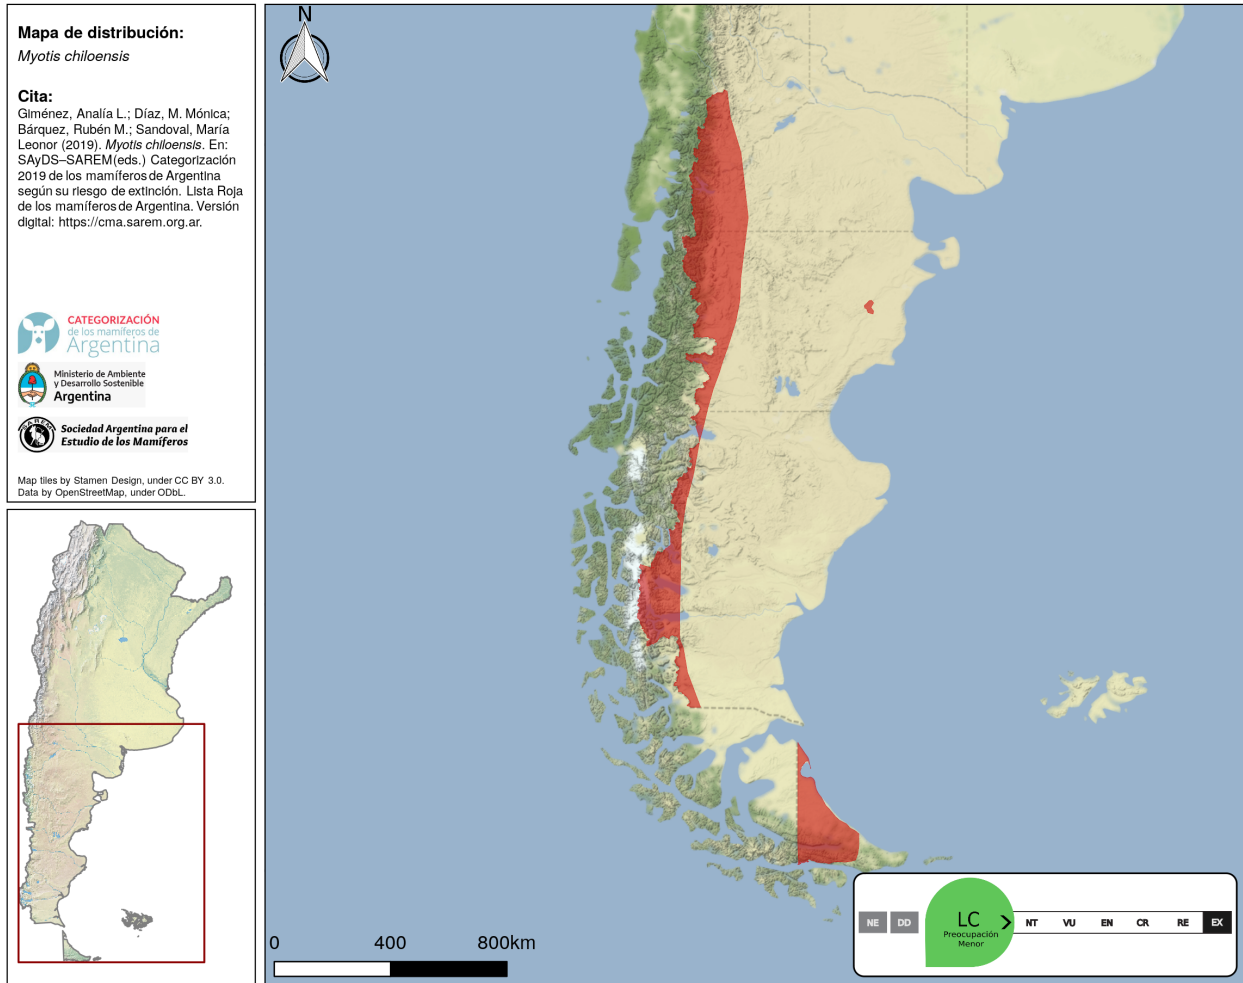 Mapa de distribución:
Myotis chiloensis
Cita:
Giménez, Analía L.; Díaz, M. Mónica;
Bárquez, Rubén M.; Sandoval, María
Leonor (2019). Myotis chiloensis. En:
SAyDS–SAREM(eds.) Categorización
2019 de los mamíferos de Argentina
según su riesgo de extinción. Lista Roja
de los mamíferos de Argentina. Versión
digital: https://cma.sarem.org.ar.
CATEGORIZACIÓN
de los mamíferos de
Argentina
Ministerio de Ambiente
y Desarrollo Sostenible
Argentina
SAREM
Sociedad Argentina para el
Estudio de los Mamíferos
Map tiles by Stamen Design, under CC BY 3.0.
Data by OpenStreetMap, under ODbL.
N
0 400 800km
NE DD LC NT VU EN CR RE EX
Preocupación
Menor